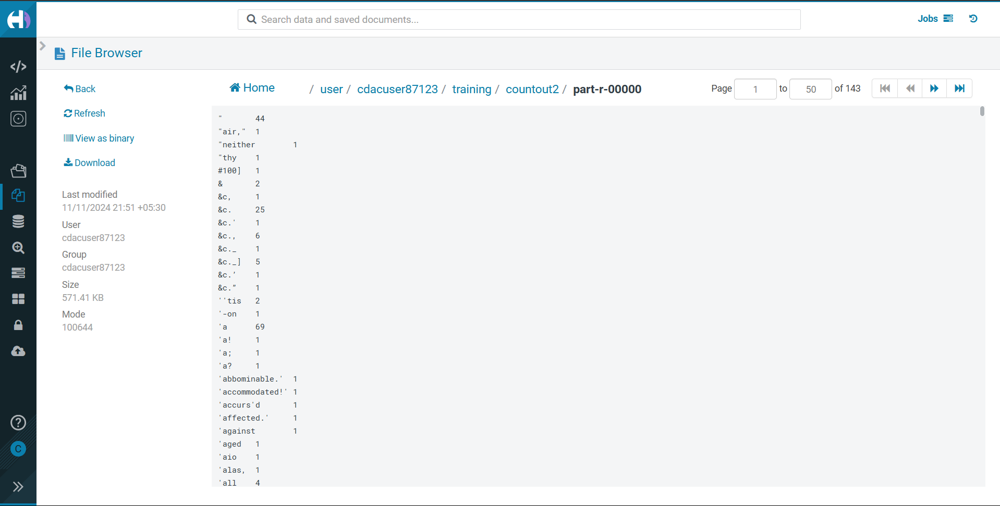 Search data and saved documents...
Jobs
File Browser
Back
Refresh
View as binary
Download
Last modified
11/11/2024 21:51 +05:30
User
cdacuser87123
Group
cdacuser87123
Size
571.41 KB
Mode
100644
C
Home / user / cdacuser87123 / training / countout2 / part-r-00000
Page 1 to 50 of 143
" 44
"air," 1
"neither 1
"thy 1
#100] 1
& 2
&c, 1
&c. 25
&c.' 1
&c., 6
&c._ 1
&c._] 5
&c.’ 1
&c.” 1
''tis 2
'-on 1
'a 69
'a! 1
'a; 1
'a? 1
'abbominable.' 1
'accommodated!' 1
'accurs'd 1
'affected.' 1
'against 1
'aged 1
'aio 1
'alas, 1
'all 4